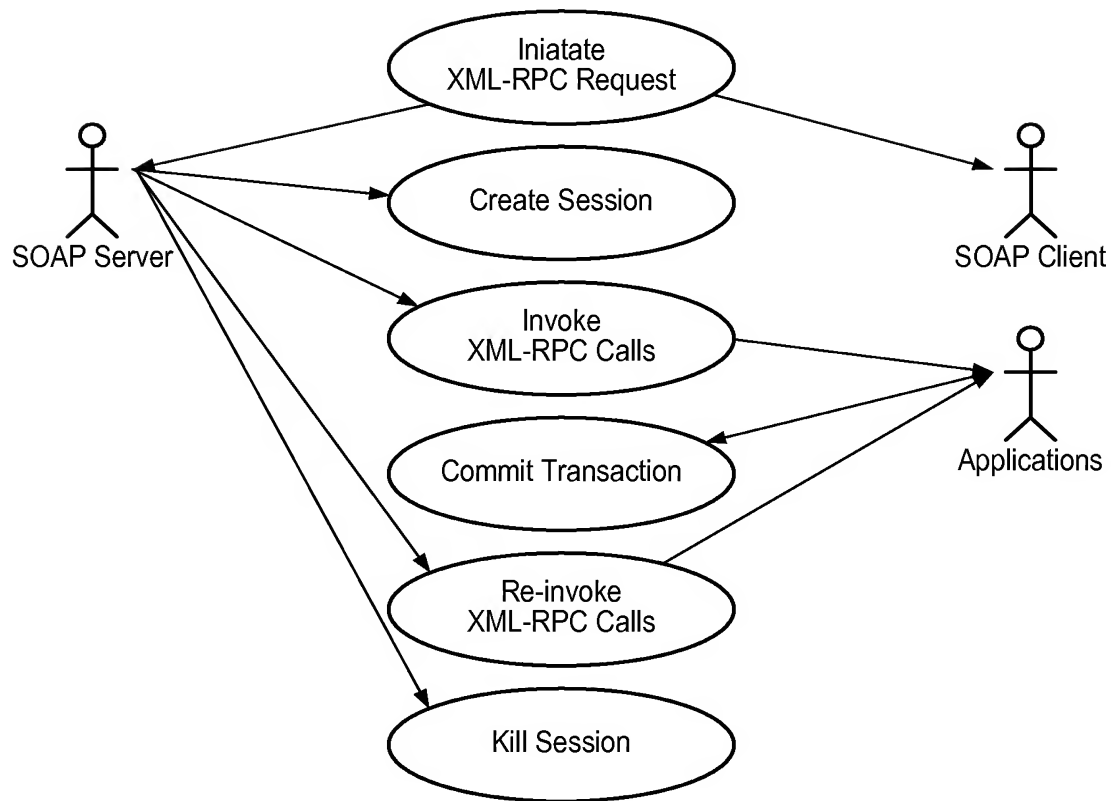 Iniatate
XML-RPC Request
SOAP Server
Create Session
SOAP Client
Invoke
XML-RPC Calls
Commit Transaction
Applications
Re-invoke
XML-RPC Calls
Kill Session